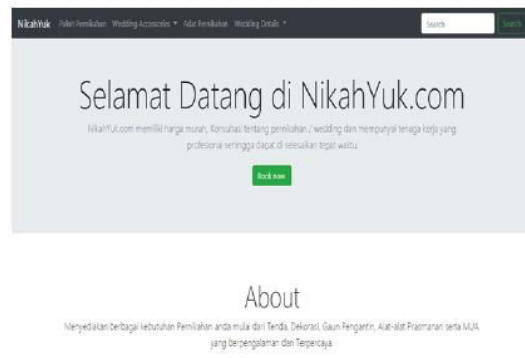 NikahYuk Paket Pernikahan Wedding Accessories Adat Pernikahan Wedding Details Search Search
Selamat Datang di NikahYuk.com
NikahYuk.com memiliki harga murah, Konsultasi tentang pernikahan / wedding dan mempunyai tenaga kerja yang
profesional sehingga dapat di selesaikan tepat waktu.
Book now
About
Menyediakan berbagai kebutuhan Pernikahan anda mulai dari Tenda, Dekorasi, Gaun Pengantin, Alat-alat Prasmanan serta MUA
yang berpengalaman dan Terpercaya.